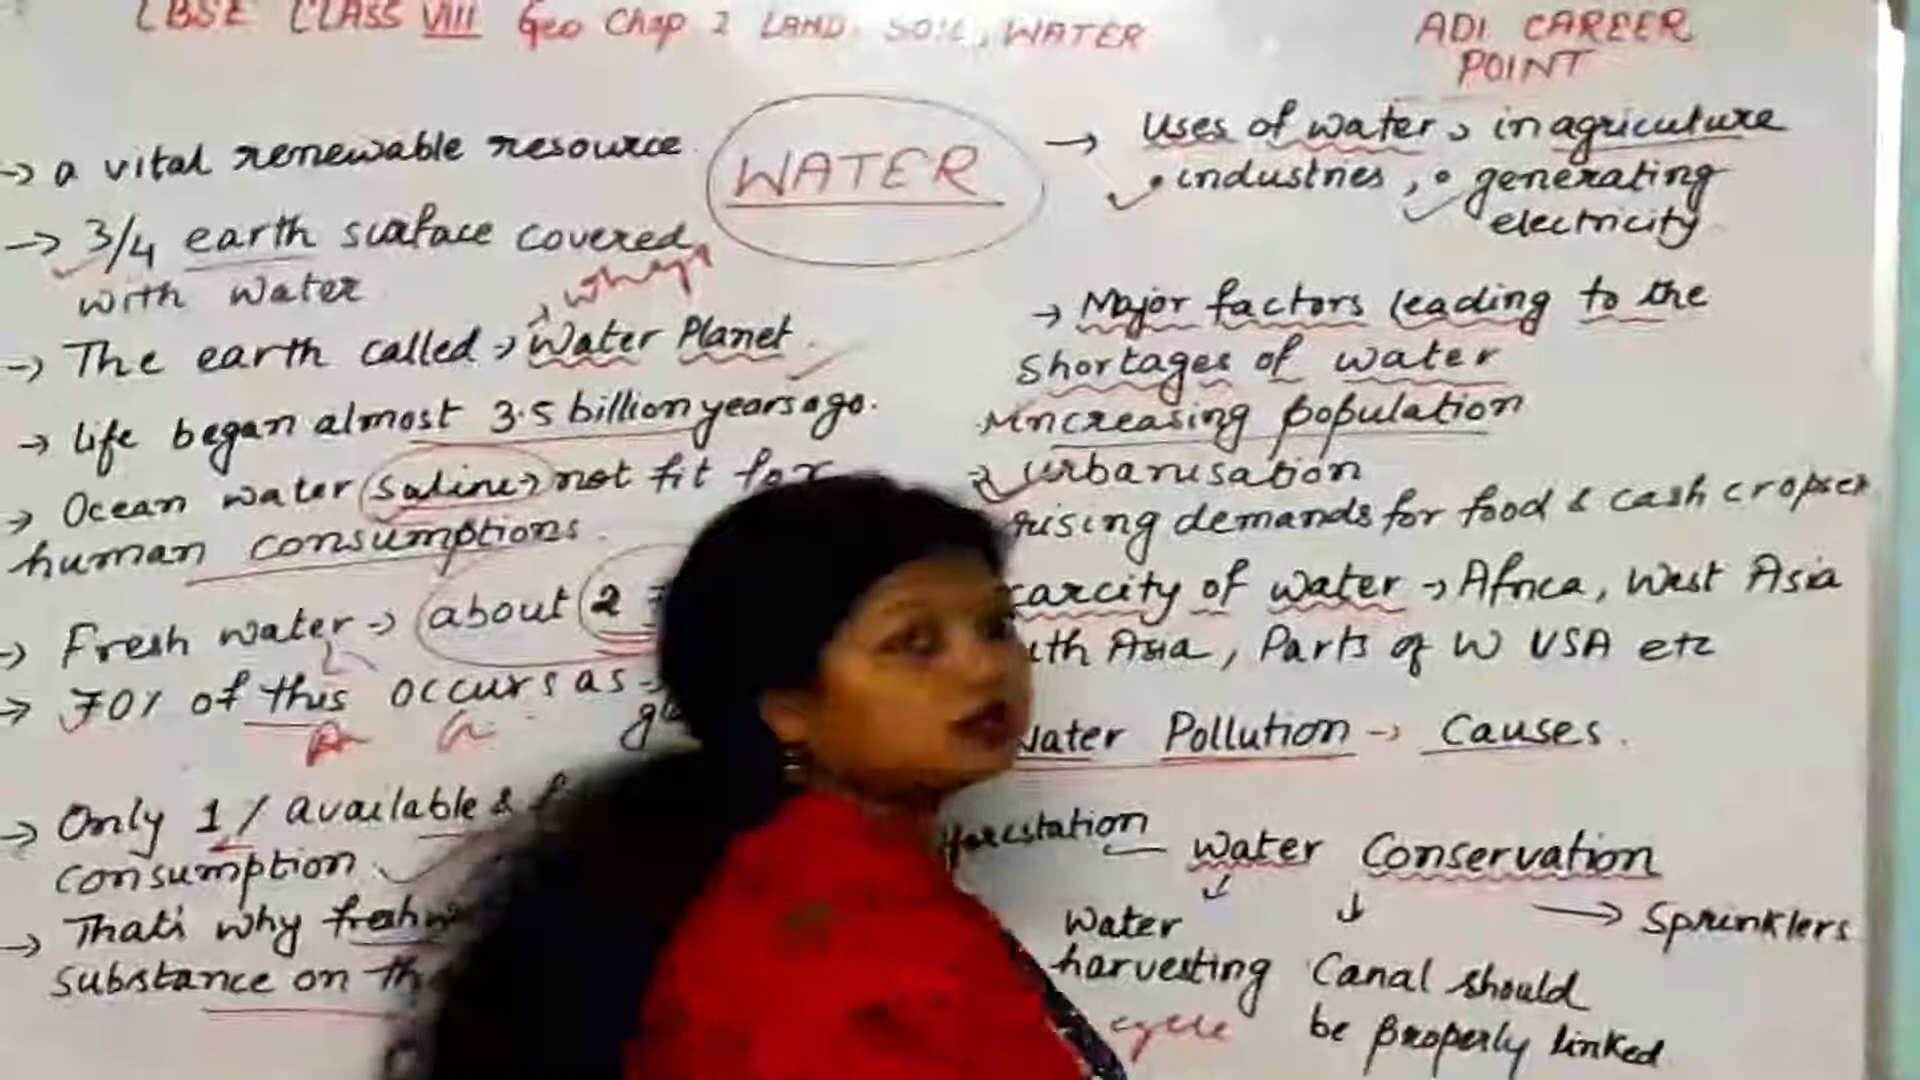 CBSE CLASS VIII Geo Chap 2 LAND, SOIL, WATER
ADI CAREER
POINT
WATER
→ a vital renewable resource
→ 3/4 earth surface covered
with water
→ The earth called → Water Planet
→ life began almost 3.5 billion years ago.
→ Ocean water saline → not fit for
human consumptions.
→ Fresh water → about 2
→ 70% of this occurs as →
→ Only 1% available &
consumption
→ That's why fresh
substance on
→ Uses of water → in agriculture
• industries, • generating
electricity
→ Major factors leading to the
shortages of water
increasing population
→ urbanisation
rising demands for food & cash crops
carcity of water → Africa, West Asia
uth Asia, Parts of W USA etc
Water Pollution → Causes.
forestation
Water Conservation
→ Sprinklers
Water
harvesting
cycle
Canal should
be properly linked